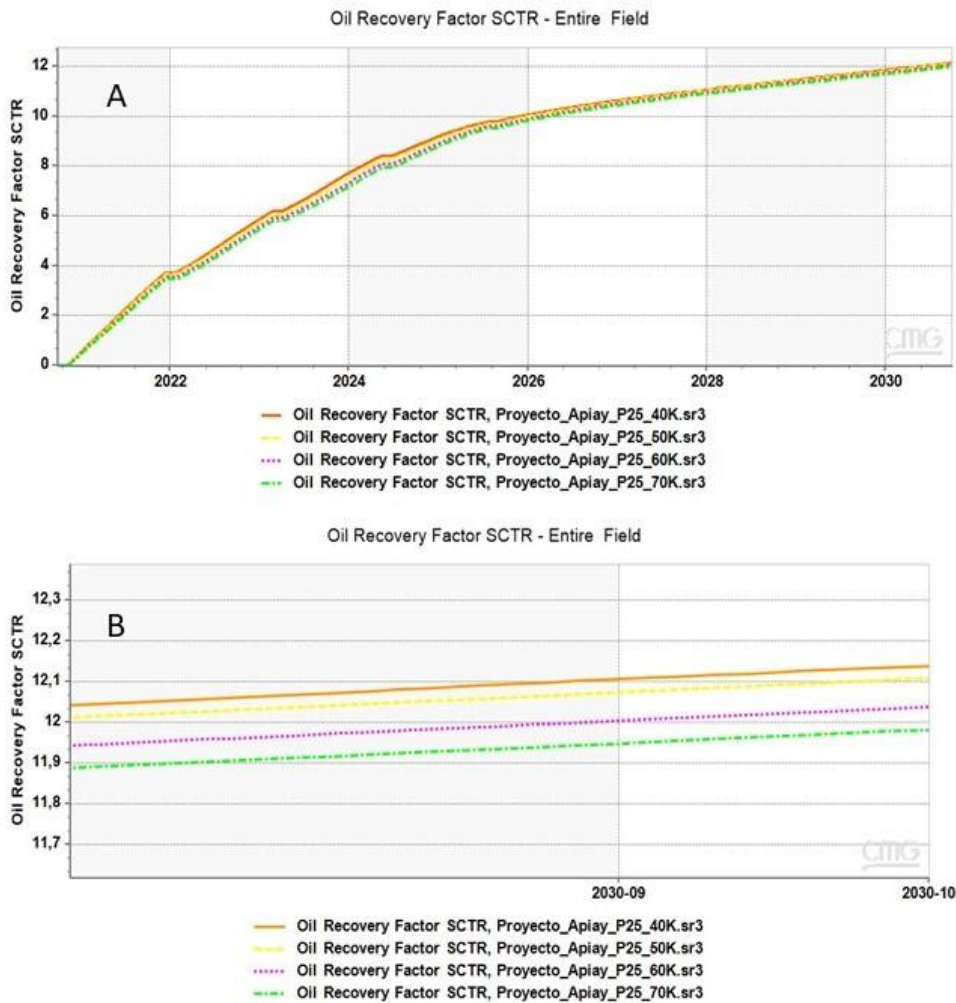 Oil Recovery Factor SCTR - Entire Field
A
Oil Recovery Factor SCTR
12
10
8
6
4
2
0
2022
2024
2026
2028
2030
CMG
Oil Recovery Factor SCTR, Proyecto_Apiay_P25_40K.sr3
Oil Recovery Factor SCTR, Proyecto_Apiay_P25_50K.sr3
Oil Recovery Factor SCTR, Proyecto_Apiay_P25_60K.sr3
Oil Recovery Factor SCTR, Proyecto_Apiay_P25_70K.sr3
Oil Recovery Factor SCTR - Entire Field
B
Oil Recovery Factor SCTR
12,3
12,2
12,1
12
11,9
11,8
11,7
2030-09
2030-10
CMG
Oil Recovery Factor SCTR, Proyecto_Apiay_P25_40K.sr3
Oil Recovery Factor SCTR, Proyecto_Apiay_P25_50K.sr3
Oil Recovery Factor SCTR, Proyecto_Apiay_P25_60K.sr3
Oil Recovery Factor SCTR, Proyecto_Apiay_P25_70K.sr3